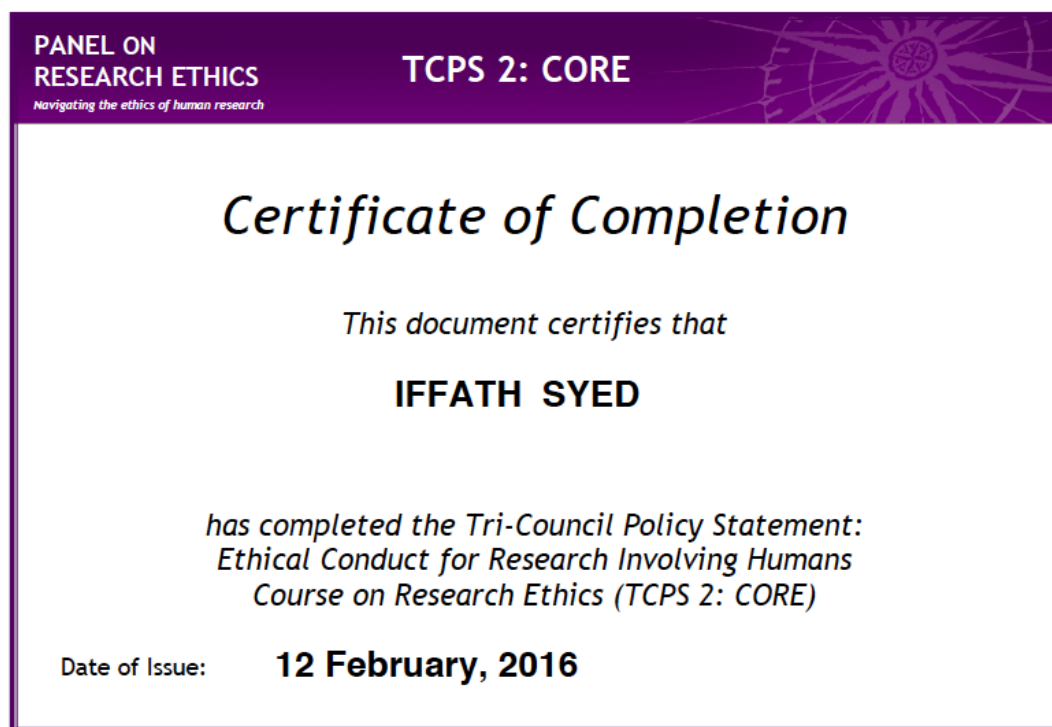 PANEL ON
RESEARCH ETHICS
Navigating the ethics of human research
TCPS 2: CORE
Certificate of Completion
This document certifies that
IFFATH SYED
has completed the Tri-Council Policy Statement:
Ethical Conduct for Research Involving Humans
Course on Research Ethics (TCPS 2: CORE)
Date of Issue: 12 February, 2016